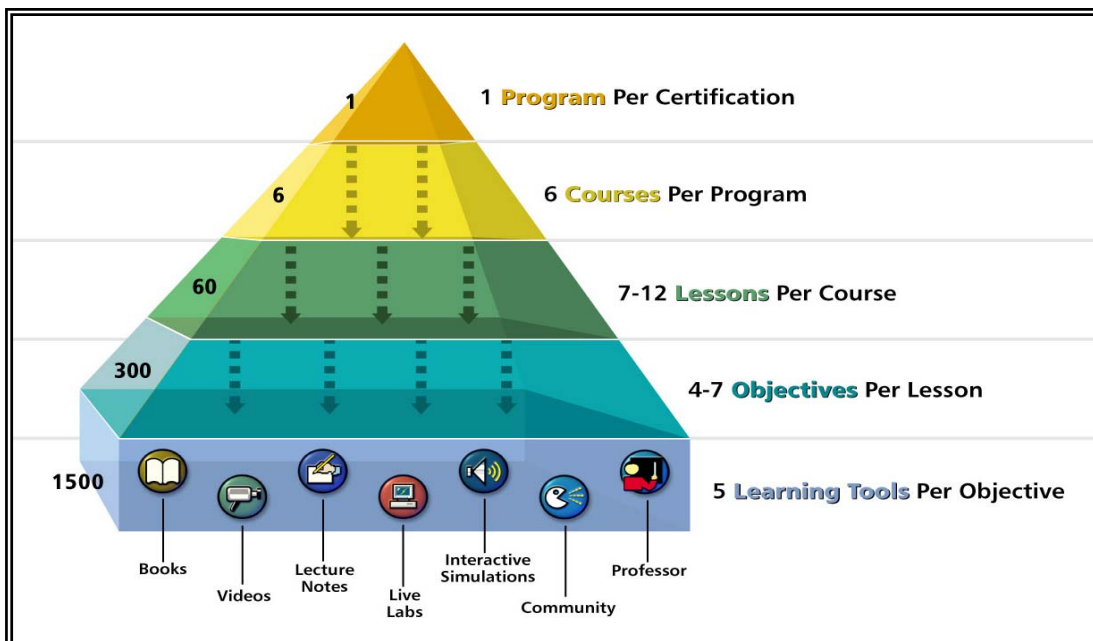 1
1 Program Per Certification
6
6 Courses Per Program
60
7-12 Lessons Per Course
300
4-7 Objectives Per Lesson
1500
5 Learning Tools Per Objective
Books
Videos
Lecture
Notes
Live
Labs
Interactive
Simulations
Community
Professor